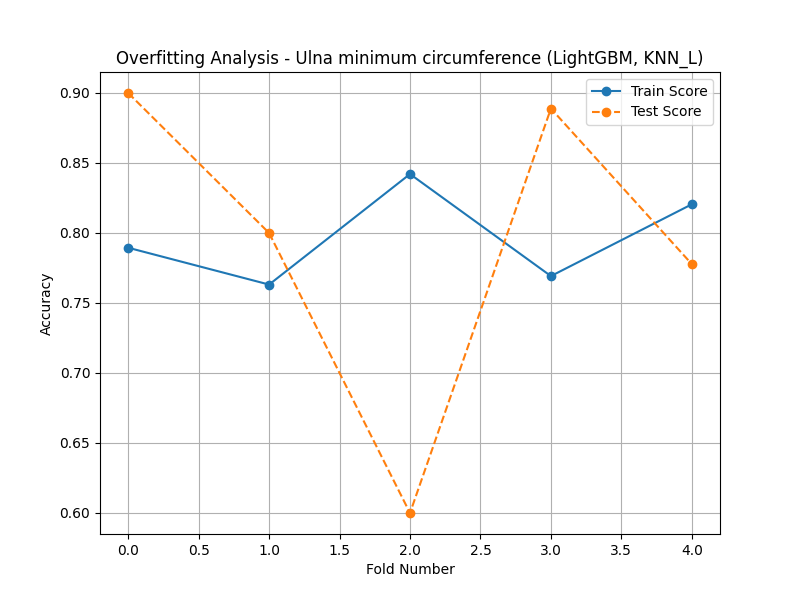 Overfitting Analysis - Ulna minimum circumference (LightGBM, KNN_L)
Train Score
Test Score
0.90
0.85
0.80
0.75
0.70
0.65
0.60
Accuracy
0.0 0.5 1.0 1.5 2.0 2.5 3.0 3.5 4.0
Fold Number